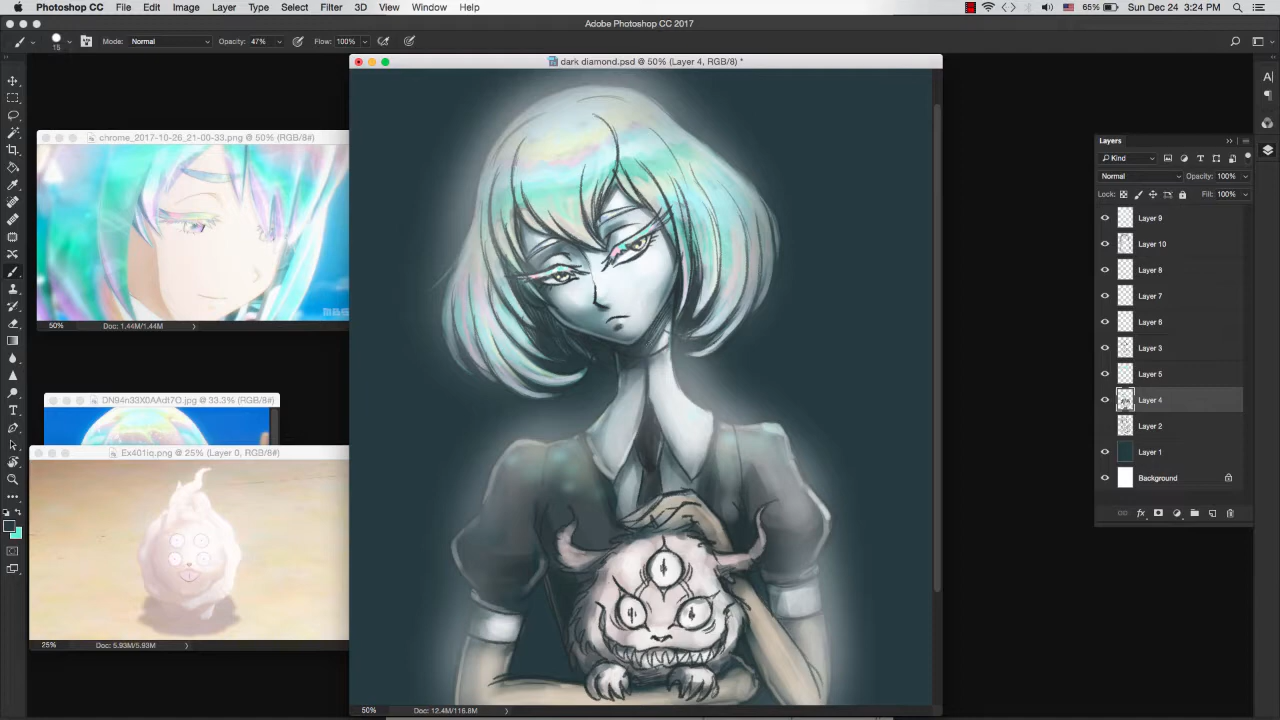 Photoshop CC File Edit Image Layer Type Select Filter 3D View Window Help 65% Sun Dec 24 3:24 PM
Adobe Photoshop CC 2017
15 Mode: Normal Opacity: 47% Flow: 100%
dark diamond.psd @ 50% (Layer 4, RGB/8) *
chrome_2017-10-26_21-00-33.png @ 50% (RGB/8#)
50% Doc: 1.44M/1.44M
DN94n33X0AAdt7O.jpg @ 33.3% (RGB/8#)
Ex401iq.png @ 25% (Layer 0, RGB/8#)
25% Doc: 5.93M/5.93M
50% Doc: 12.4M/116.8M
Layers
Kind
Normal Opacity: 100%
Lock: Fill: 100%
Layer 9
Layer 10
Layer 8
Layer 7
Layer 6
Layer 3
Layer 5
Layer 4
Layer 2
Layer 1
Background